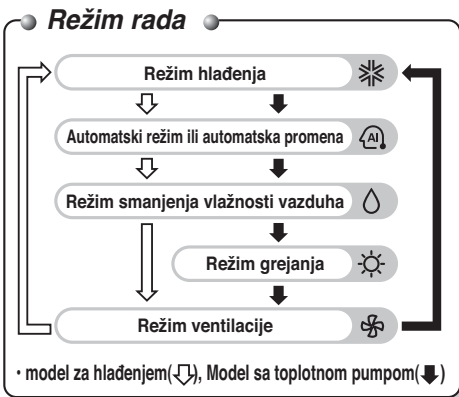 Režim rada
Režim hlađenja
Automatski režim ili automatska promena
AI
Režim smanjenja vlažnosti vazduha
Režim grejanja
Režim ventilacije
· model za hlađenjem(⇩), Model sa toplotnom pumpom(🡇)